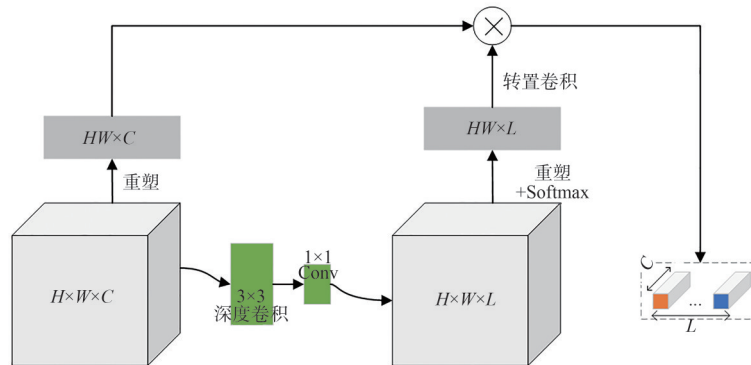 转置卷积
HW×C
HW×L
重塑
重塑
+Softmax
H×W×C
3×3
深度卷积
1×1
Conv
H×W×L
C
...
L